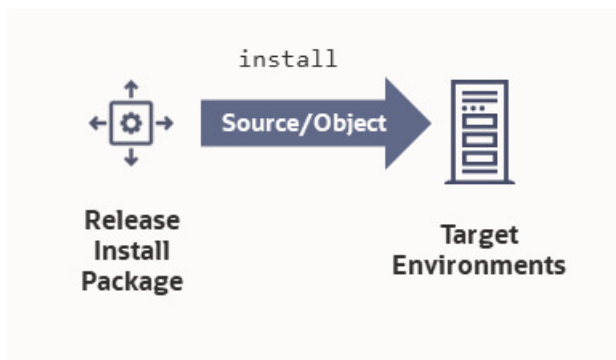 install
Source/Object
Release
Install
Package
Target
Environments